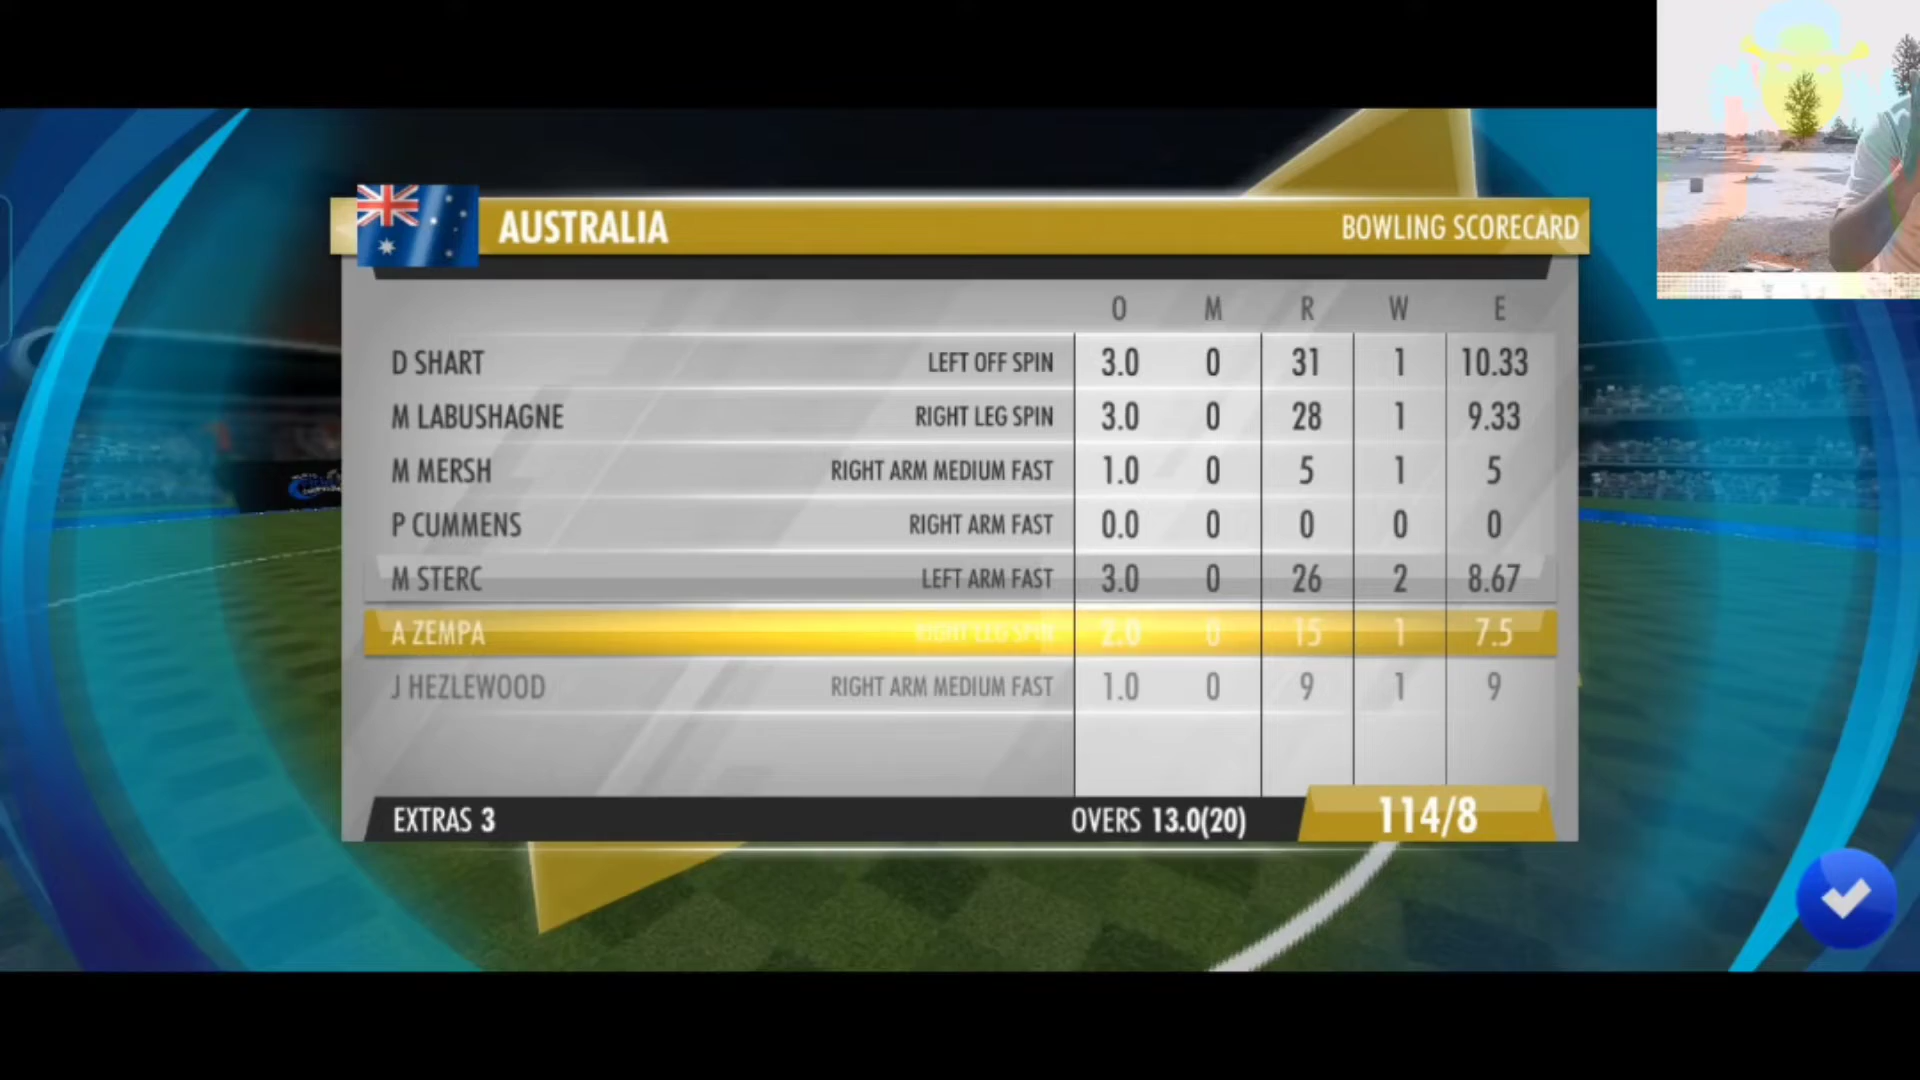 AUSTRALIA BOWLING SCORECARD
O M R W E
D SHART LEFT OFF SPIN 3.0 0 31 1 10.33
M LABUSHAGNE RIGHT LEG SPIN 3.0 0 28 1 9.33
M MERSH RIGHT ARM MEDIUM FAST 1.0 0 5 1 5
P CUMMENS RIGHT ARM FAST 0.0 0 0 0 0
M STERC LEFT ARM FAST 3.0 0 26 2 8.67
A ZEMPA RIGHT LEG SPIN 2.0 0 15 1 7.5
J HEZLEWOOD RIGHT ARM MEDIUM FAST 1.0 0 9 1 9
EXTRAS 3 OVERS 13.0(20) 114/8